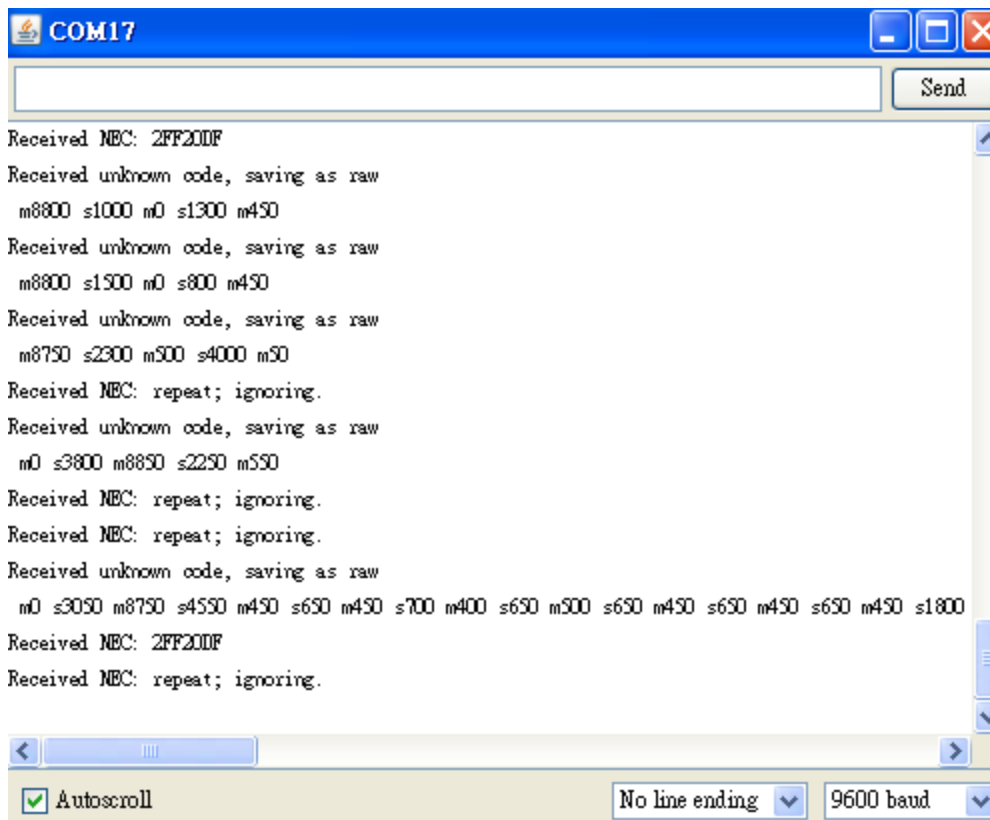 COM17
Send
Received NEC: 2FF20DF
Received unknown code, saving as raw
m8800 s1000 m0 s1300 m450
Received unknown code, saving as raw
m8800 s1500 m0 s800 m450
Received unknown code, saving as raw
m8750 s2300 m500 s4000 m50
Received NEC: repeat; ignoring.
Received unknown code, saving as raw
m0 s3800 m8850 s2250 m550
Received NEC: repeat; ignoring.
Received NEC: repeat; ignoring.
Received unknown code, saving as raw
m0 s3050 m8750 s4550 m450 s650 m450 s700 m400 s650 m500 s650 m450 s650 m450 s650 m450 s1800
Received NEC: 2FF20DF
Received NEC: repeat; ignoring.
Autoscroll
No line ending
9600 baud